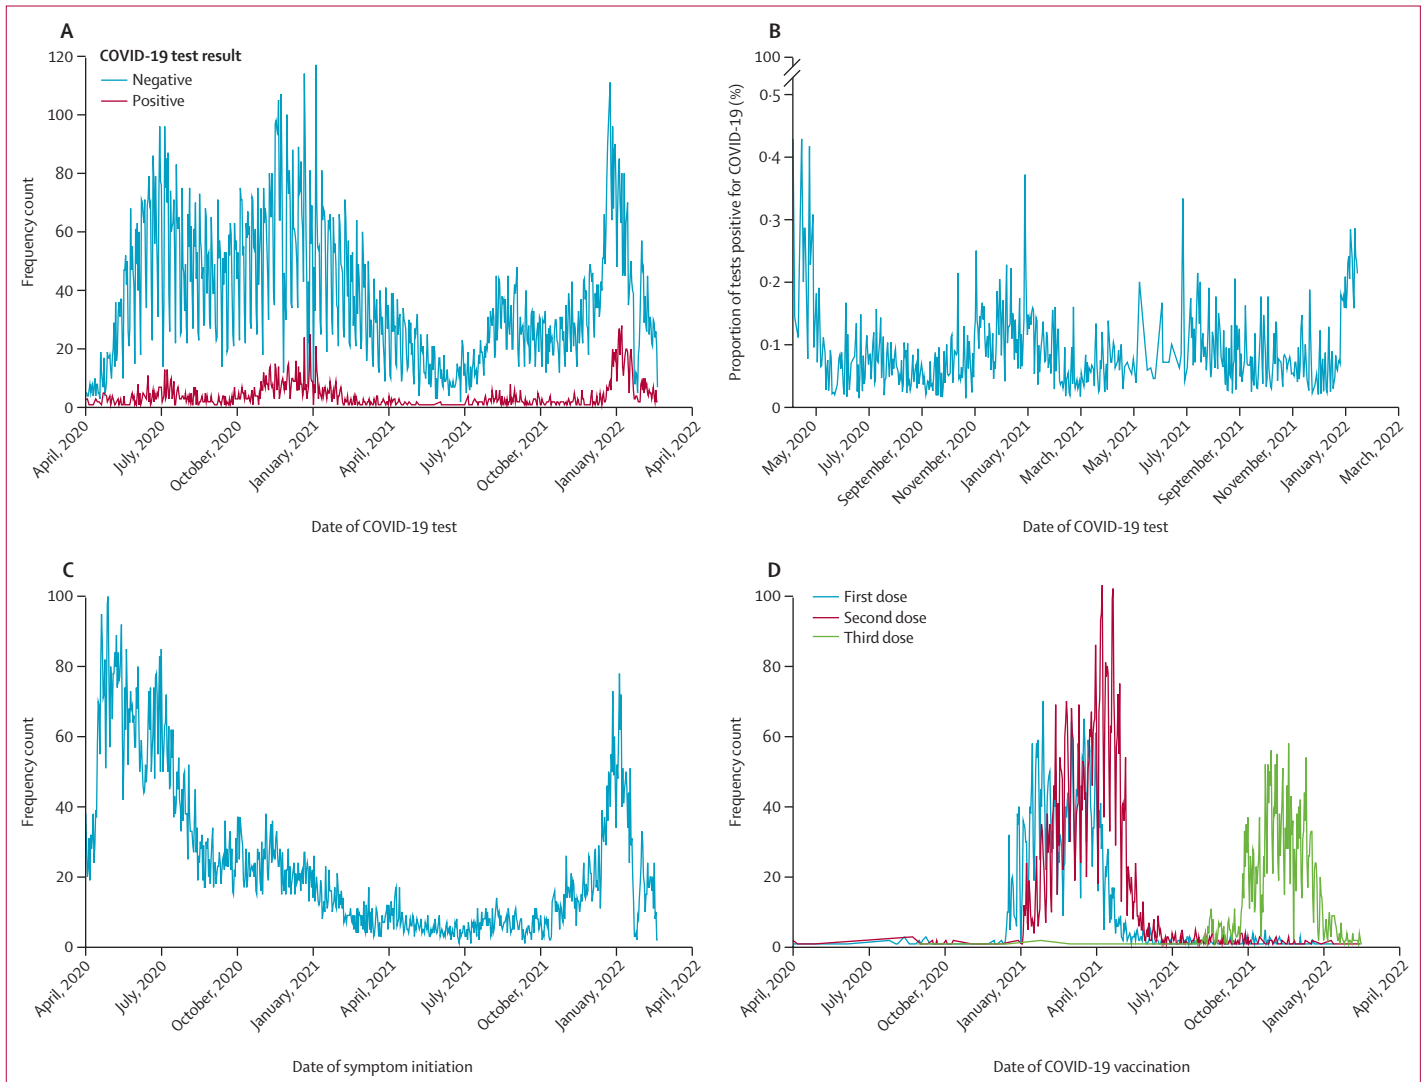 A
COVID-19 test result
Negative
Positive
120
100
80
60
40
20
0
Frequency count
April, 2020
July, 2020
October, 2020
January, 2021
April, 2021
July, 2021
October, 2021
January, 2022
April, 2022
Date of COVID-19 test
B
100
0·5
0·4
0·3
0·2
0·1
0
Proportion of tests positive for COVID-19 (%)
May, 2020
July, 2020
September, 2020
November, 2020
January, 2021
March, 2021
May, 2021
July, 2021
September, 2021
November, 2021
January, 2022
March, 2022
Date of COVID-19 test
C
100
80
60
40
20
0
Frequency count
April, 2020
July, 2020
October, 2020
January, 2021
April, 2021
July, 2021
October, 2021
January, 2022
April, 2022
Date of symptom initiation
D
First dose
Second dose
Third dose
100
80
60
40
20
0
Frequency count
April, 2020
July, 2020
October, 2020
January, 2021
April, 2021
July, 2021
October, 2021
January, 2022
April, 2022
Date of COVID-19 vaccination